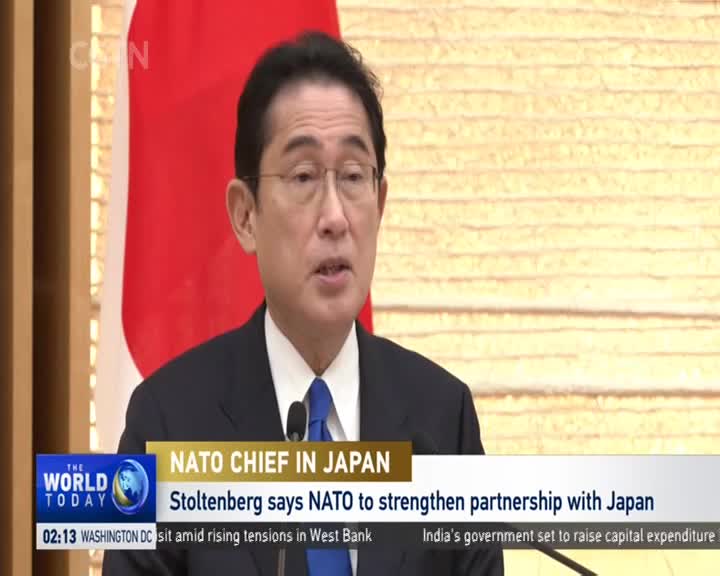 CGTN
NATO CHIEF IN JAPAN
THE
WORLD
TODAY
Stoltenberg says NATO to strengthen partnership with Japan
02:13 WASHINGTON DC
amid rising tensions in West Bank
India's government set to raise capital expenditure